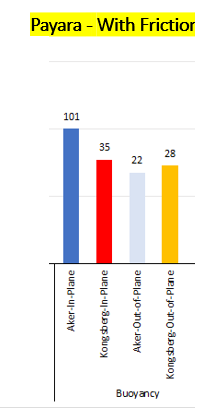 Payara - With Friction
101
35
22
28
Aker-In-Plane
Kongsberg-In-Plane
Aker-Out-of-Plane
Kongsberg-Out-of-Plane
Buoyancy